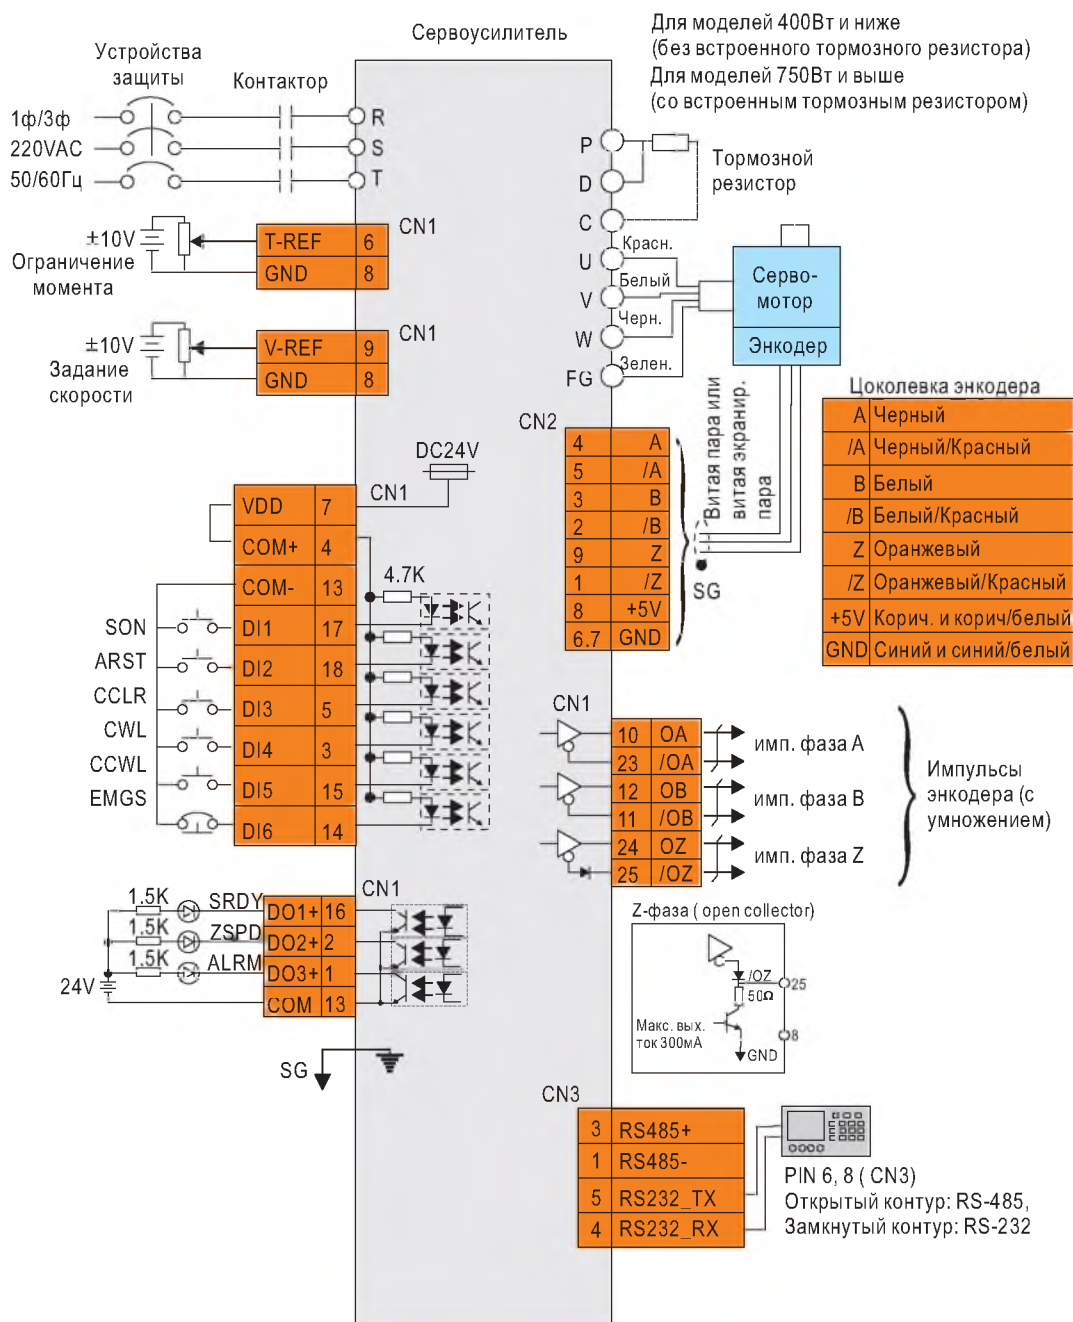 Сервоусилитель
Для моделей 400Вт и ниже
(без встроенного тормозного резистора)
Для моделей 750Вт и выше
(со встроенным тормозным резистором)
Устройства
защиты
Контактор
1ф/3ф
220VAC
50/60Гц
R
S
T
P
D
C
U
V
W
FG
Тормозной
резистор
Красн.
Белый
Черн.
Зелен.
Серво-
мотор
Энкодер
±10V
Ограничение
момента
CN1
T-REF 6
GND 8
±10V
Задание
скорости
CN1
V-REF 9
GND 8
DC24V
CN1
VDD 7
COM+ 4
COM- 13
DI1 17
DI2 18
DI3 5
DI4 3
DI5 15
DI6 14
4.7K
SON
ARST
CCLR
CWL
CCWL
EMGS
CN2
4 A
5 /A
3 B
2 /B
9 Z
1 /Z
8 +5V
6.7 GND
Витая пара или
витая экранир.
пара
SG
Цоколевка энкодера
A Черный
/A Черный/Красный
B Белый
/B Белый/Красный
Z Оранжевый
/Z Оранжевый/Красный
+5V Корич. и корич/белый
GND Синий и синий/белый
CN1
10 OA
23 /OA
12 OB
11 /OB
24 OZ
25 /OZ
имп. фаза A
имп. фаза B
имп. фаза Z
Импульсы
энкодера (с
умножением)
CN1
1.5K SRDY DO1+ 16
1.5K ZSPD DO2+ 2
1.5K ALRM DO3+ 1
24V
COM 13
SG
Z-фаза ( open collector)
/OZ
50Ω
25
8
Макс. вых.
ток 300мА
GND
CN3
3 RS485+
1 RS485-
5 RS232_TX
4 RS232_RX
PIN 6, 8 ( CN3)
Открытый контур: RS-485,
Замкнутый контур: RS-232